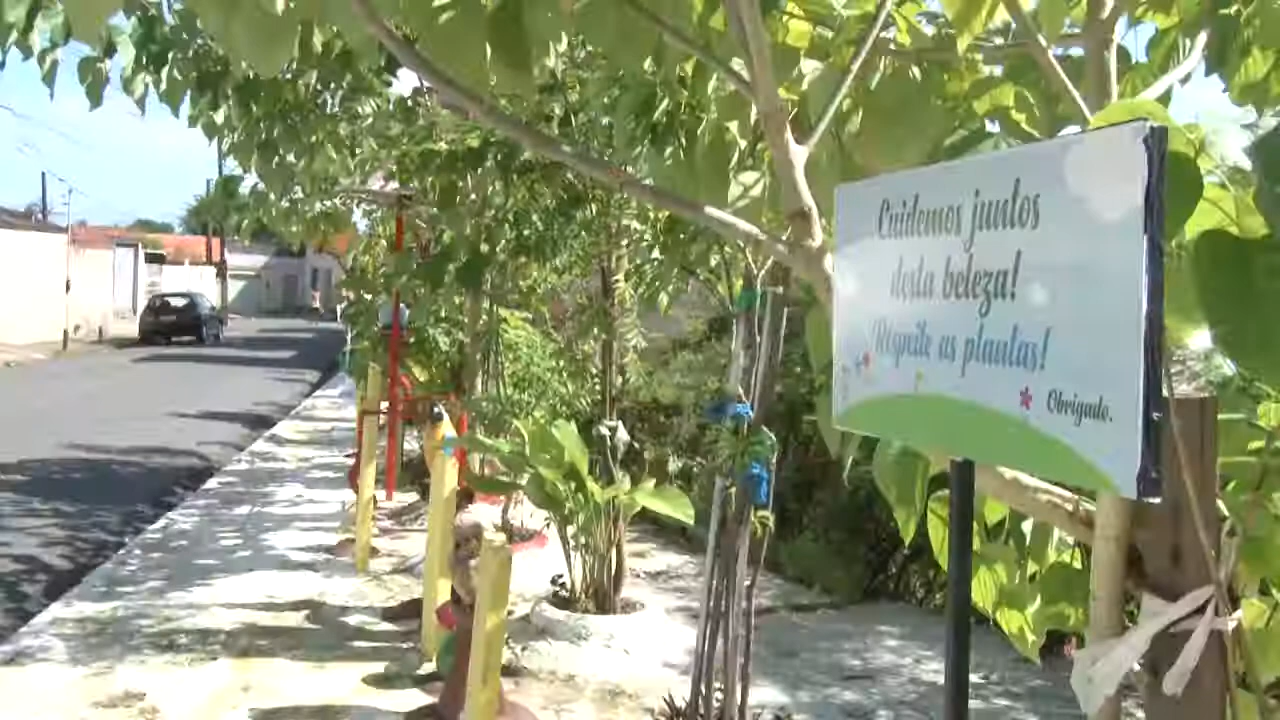 Cuidemos juntos
desta beleza!
Respeite as plantas!
Obrigado.